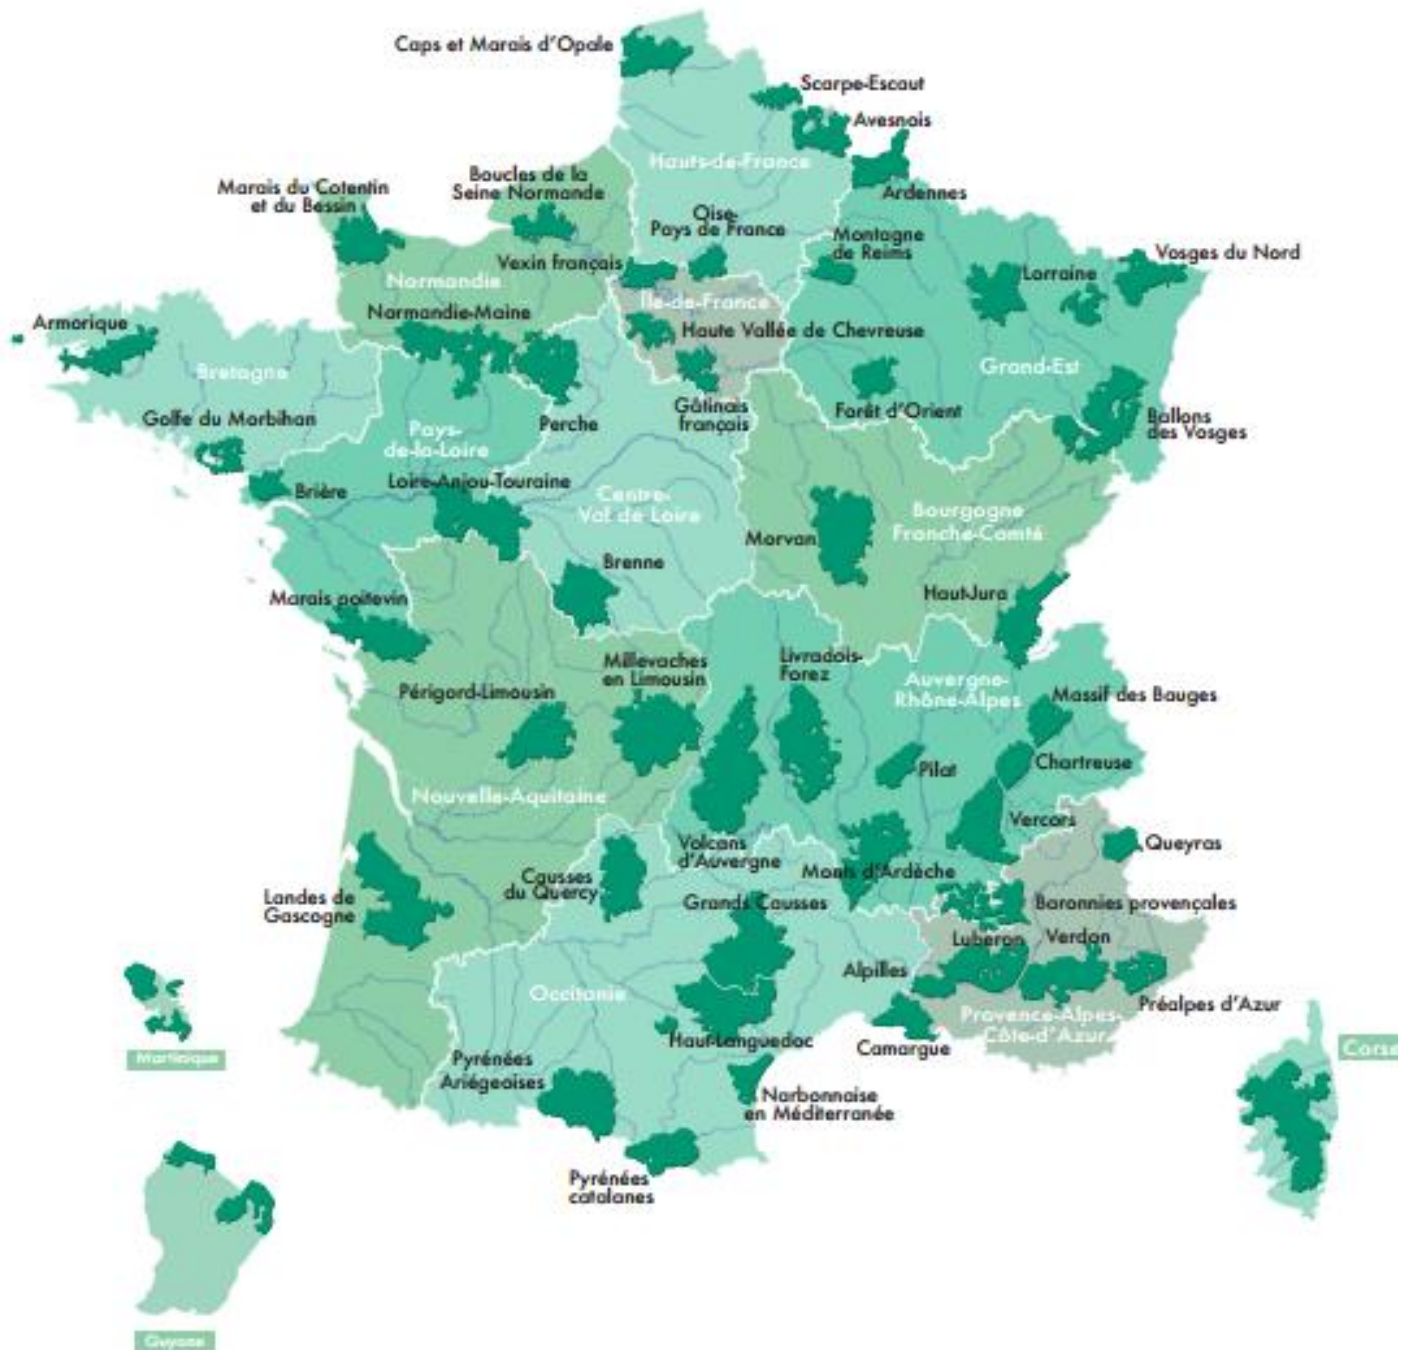 Caps et Marais d'Opale
Scarpe-Escaut
Avesnois
Hauts-de-France
Ardennes
Marais du Cotentin
et du Bessin
Boucles de la
Seine Normande
Oise-
Pays de France
Montagne
de Reims
Vosges du Nord
Lorraine
Vexin français
Normandie
Île-de-France
Normandie-Maine
Haute Vallée de Chevreuse
Armorique
Bretagne
Grand-Est
Golfe du Morbihan
Perche
Gâtinais
français
Forêt d'Orient
Ballons
des Vosges
Pays-
de-la-Loire
Loire-Anjou-Touraine
Brière
Centre-
Val de Loire
Bourgogne
Franche-Comté
Morvan
Brenne
Haut-Jura
Marais poitevin
Millevaches
en Limousin
Livradois-
Forez
Périgord-Limousin
Auvergne-
Rhône-Alpes
Massif des Bauges
Pilat
Chartreuse
Nouvelle-Aquitaine
Vercors
Queyras
Volcans
d'Auvergne
Monts d'Ardèche
Causses
du Quercy
Landes de
Gascogne
Grands Causses
Baronnies provençales
Luberon
Verdon
Alpilles
Occitanie
Préalpes d'Azur
Provence-Alpes-
Côte-d'Azur
Haut-Languedoc
Camargue
Martinique
Corse
Pyrénées
Ariégeoises
Narbonnaise
en Méditerranée
Pyrénées
catalanes
Guyane